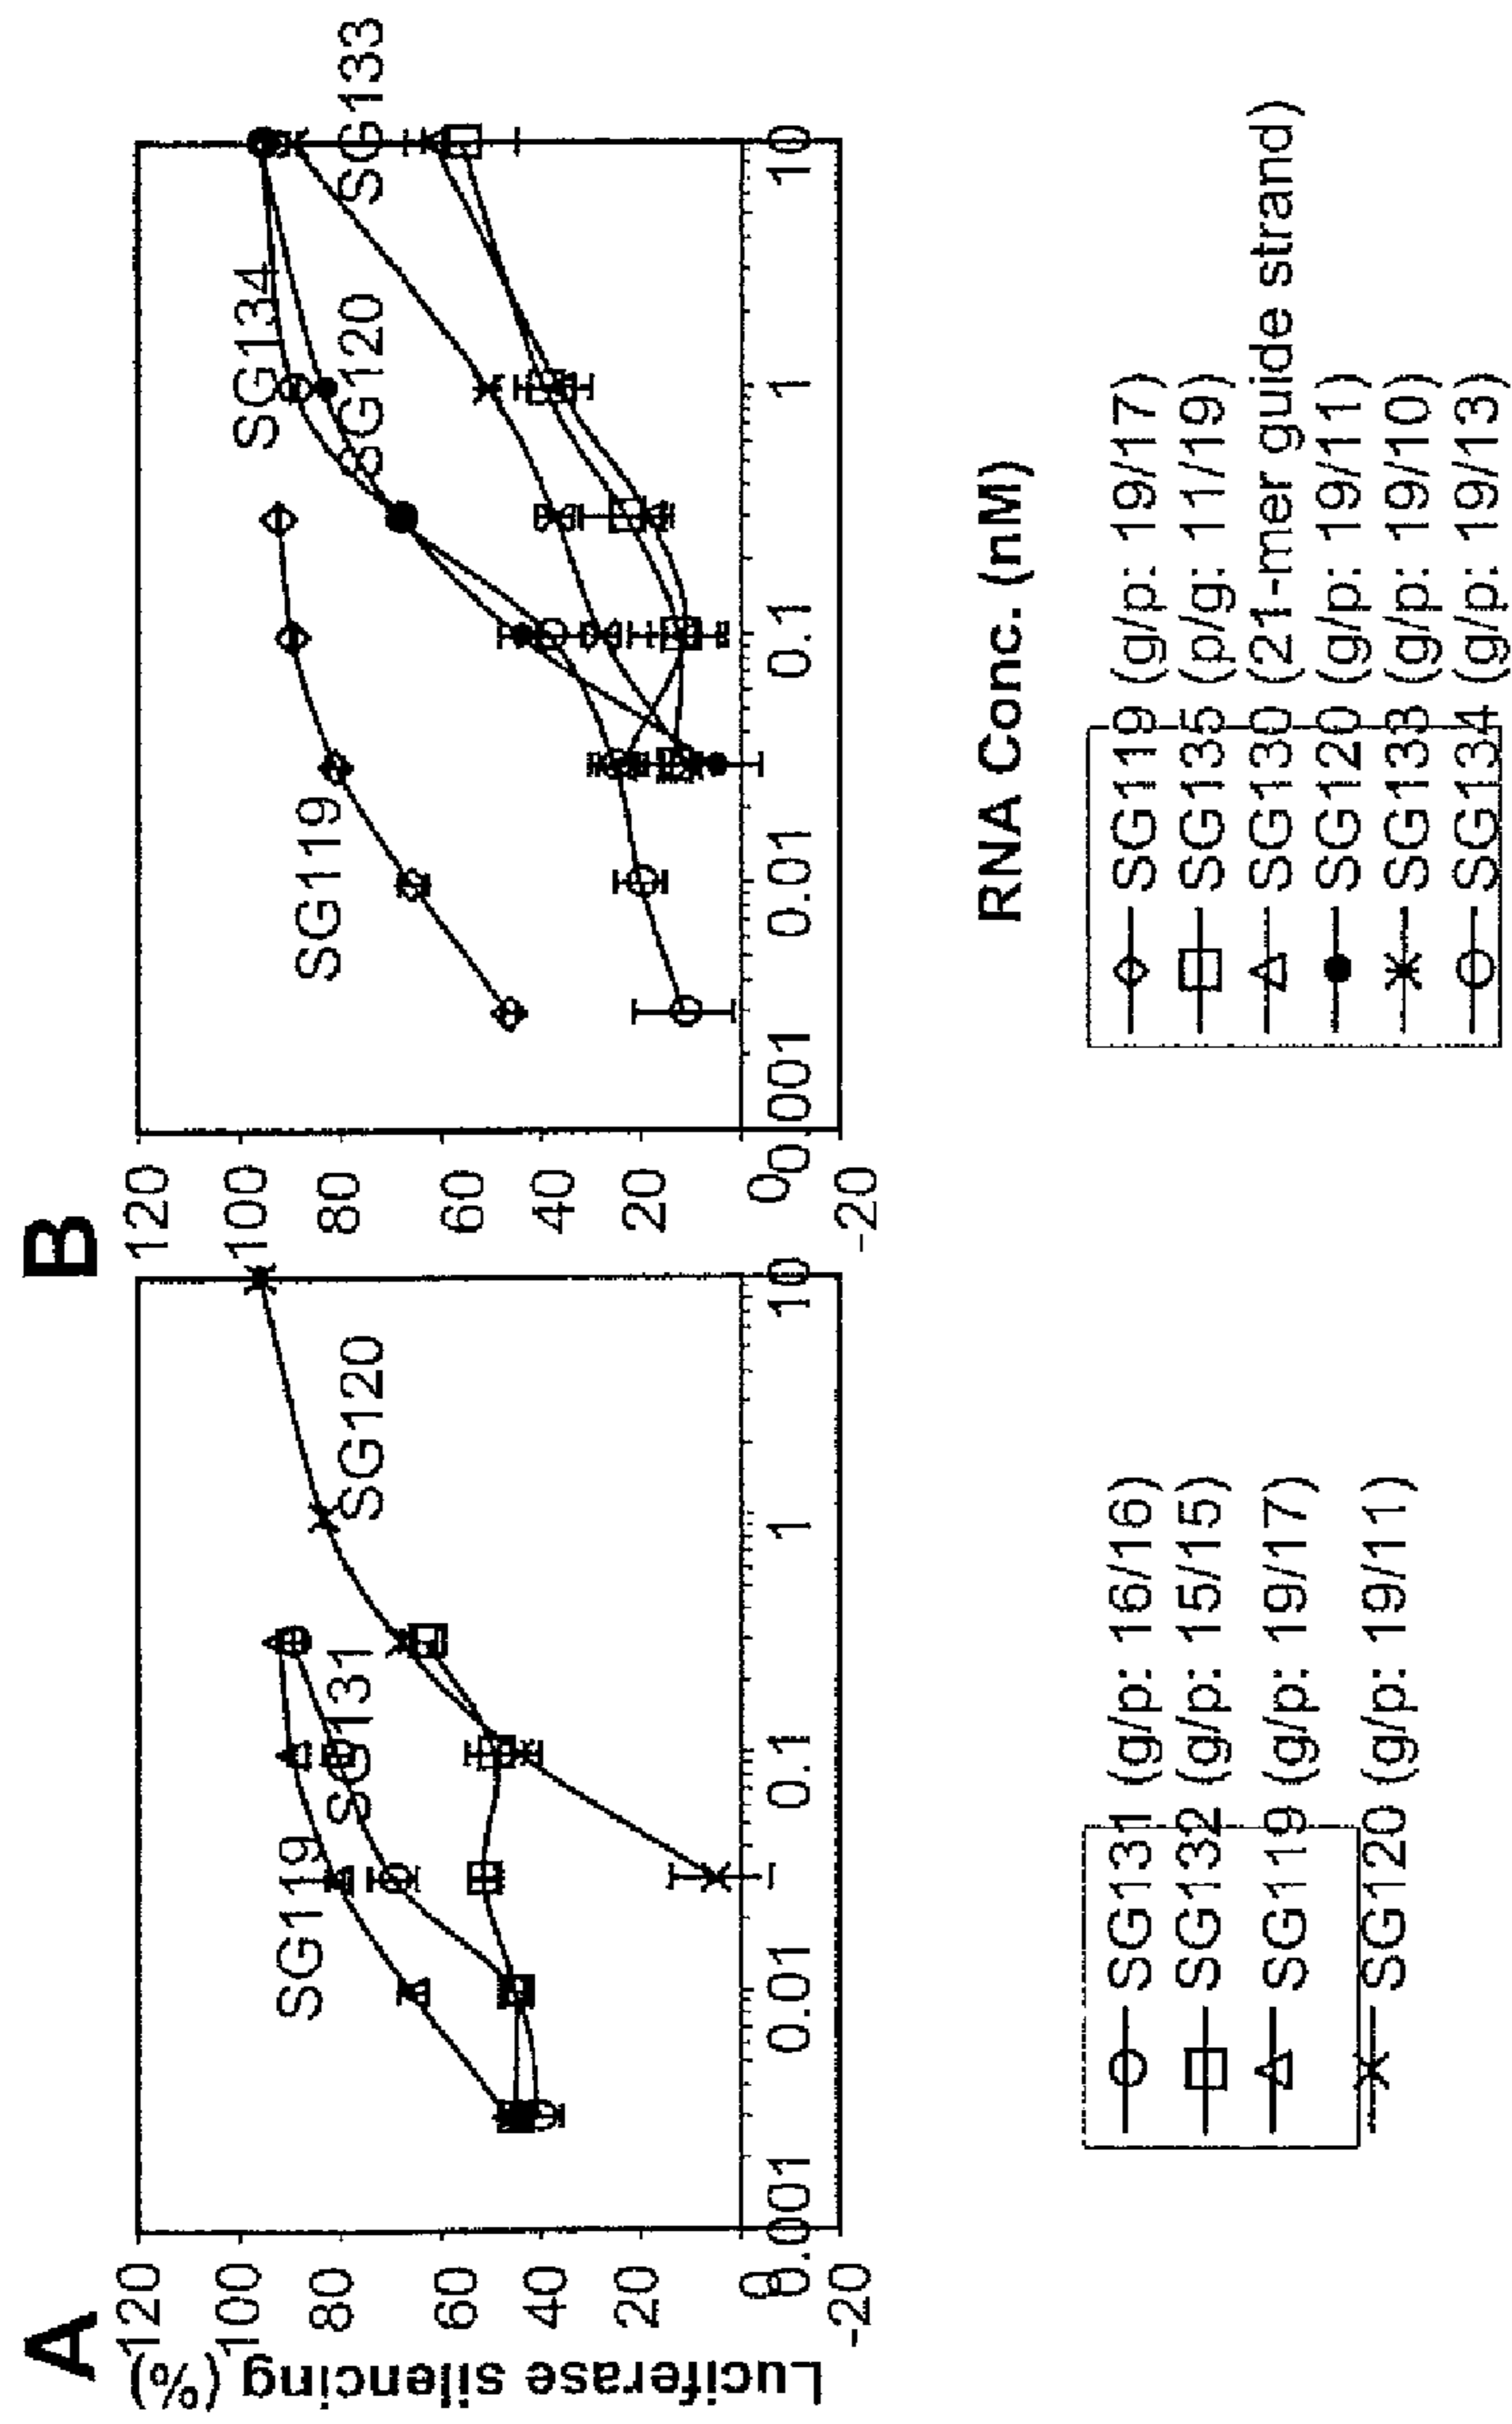 A
Luciferase silencing (%)
120
100
80
60
40
20
0
-20
0.001
0.01
0.1
1
10
SG119
SG131
SG120
SG131 (g/p: 16/16)
SG132 (g/p: 15/15)
SG119 (g/p: 19/17)
SG120 (g/p: 19/11)
B
120
100
80
60
40
20
0
-20
0.001
0.01
0.1
1
10
SG119
SG134
SG120
SG133
RNA Conc. (nM)
SG119 (g/p: 19/17)
SG135 (p/g: 11/19)
SG130 (21-mer guide strand)
SG120 (g/p: 19/11)
SG133 (g/p: 19/10)
SG134 (g/p: 19/13)